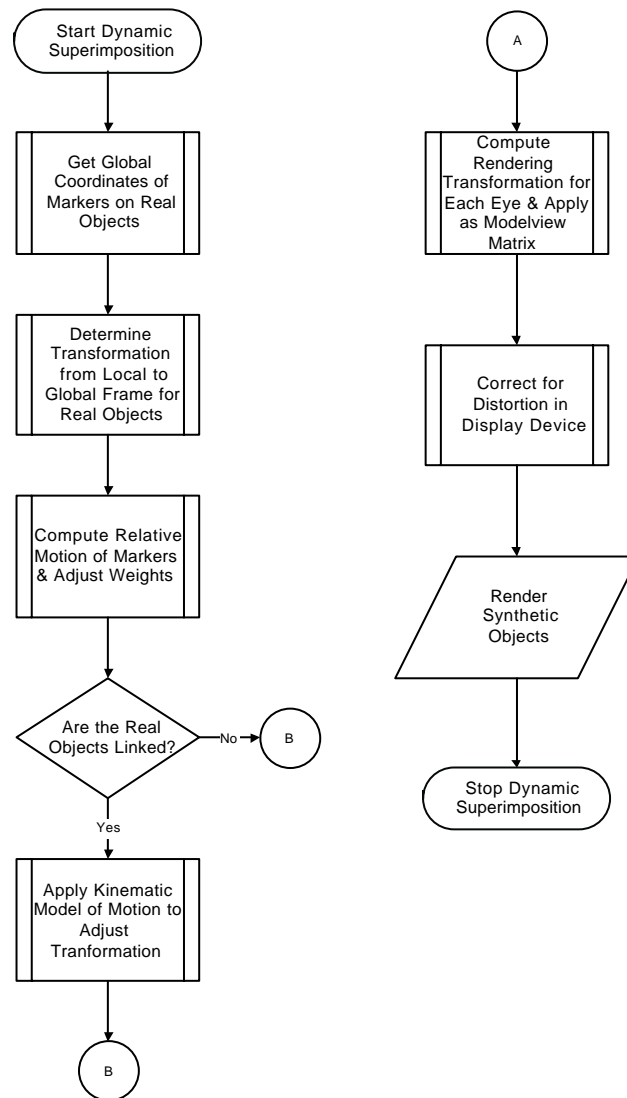 Start Dynamic
Superimposition
Get Global
Coordinates of
Markers on Real
Objects
Determine
Transformation
from Local to
Global Frame for
Real Objects
Compute Relative
Motion of Markers
& Adjust Weights
Are the Real
Objects Linked?
No
B
Yes
Apply Kinematic
Model of Motion to
Adjust
Tranformation
B
A
Compute
Rendering
Transformation for
Each Eye & Apply
as Modelview
Matrix
Correct for
Distortion in
Display Device
Render
Synthetic
Objects
Stop Dynamic
Superimposition